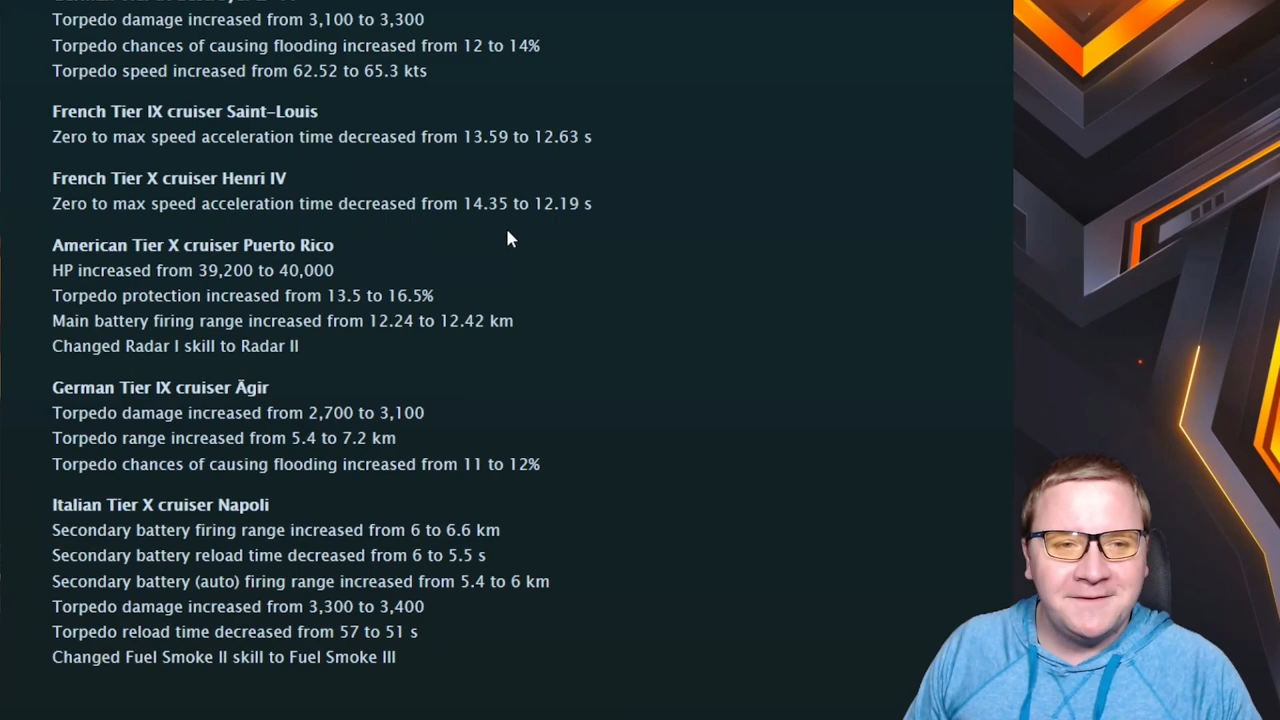 Torpedo damage increased from 3,100 to 3,300
Torpedo chances of causing flooding increased from 12 to 14%
Torpedo speed increased from 62.52 to 65.3 kts
French Tier IX cruiser Saint-Louis
Zero to max speed acceleration time decreased from 13.59 to 12.63 s
French Tier X cruiser Henri IV
Zero to max speed acceleration time decreased from 14.35 to 12.19 s
American Tier X cruiser Puerto Rico
HP increased from 39,200 to 40,000
Torpedo protection increased from 13.5 to 16.5%
Main battery firing range increased from 12.24 to 12.42 km
Changed Radar I skill to Radar II
German Tier IX cruiser Ägir
Torpedo damage increased from 2,700 to 3,100
Torpedo range increased from 5.4 to 7.2 km
Torpedo chances of causing flooding increased from 11 to 12%
Italian Tier X cruiser Napoli
Secondary battery firing range increased from 6 to 6.6 km
Secondary battery reload time decreased from 6 to 5.5 s
Secondary battery (auto) firing range increased from 5.4 to 6 km
Torpedo damage increased from 3,300 to 3,400
Torpedo reload time decreased from 57 to 51 s
Changed Fuel Smoke II skill to Fuel Smoke III